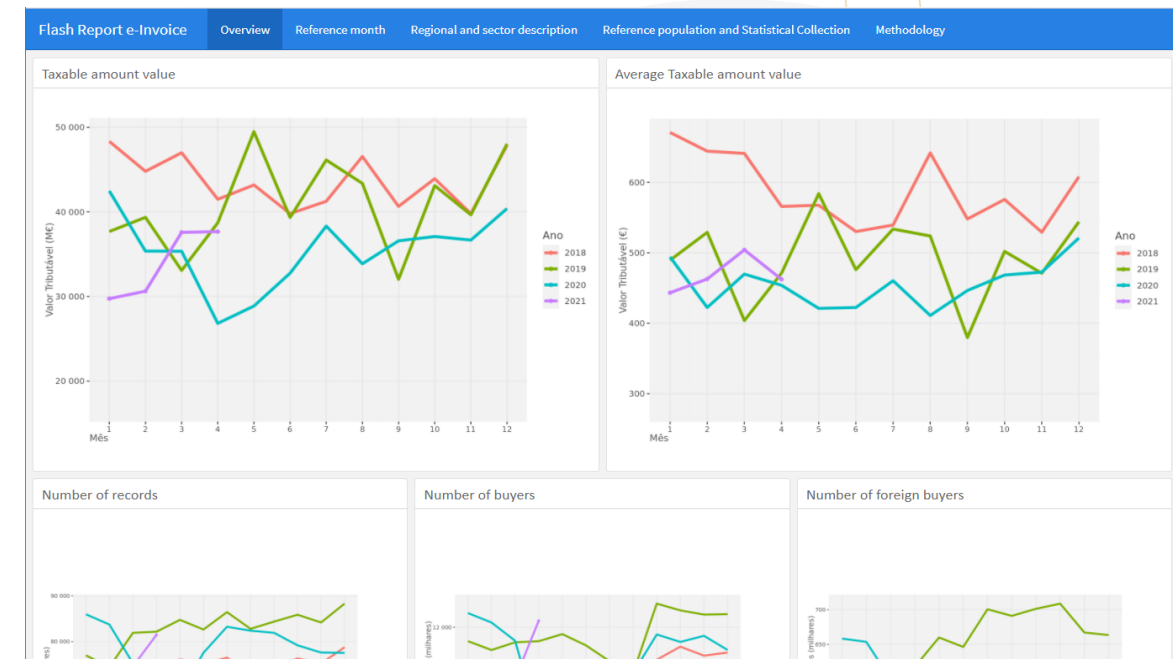 Flash Report e-Invoice Overview Reference month Regional and sector description Reference population and Statistical Collection Methodology
Taxable amount value
50 000
40 000
30 000
20 000
Valor Tributável (M€)
1 2 3 4 5 6 7 8 9 10 11 12
Mês
Ano
2018
2019
2020
2021
Average Taxable amount value
600
500
400
300
Valor Tributável (€)
1 2 3 4 5 6 7 8 9 10 11 12
Mês
Ano
2018
2019
2020
2021
Number of records
90 000
80 000
Number of buyers
12 000
(milhares)
Number of foreign buyers
700
650
(milhares)